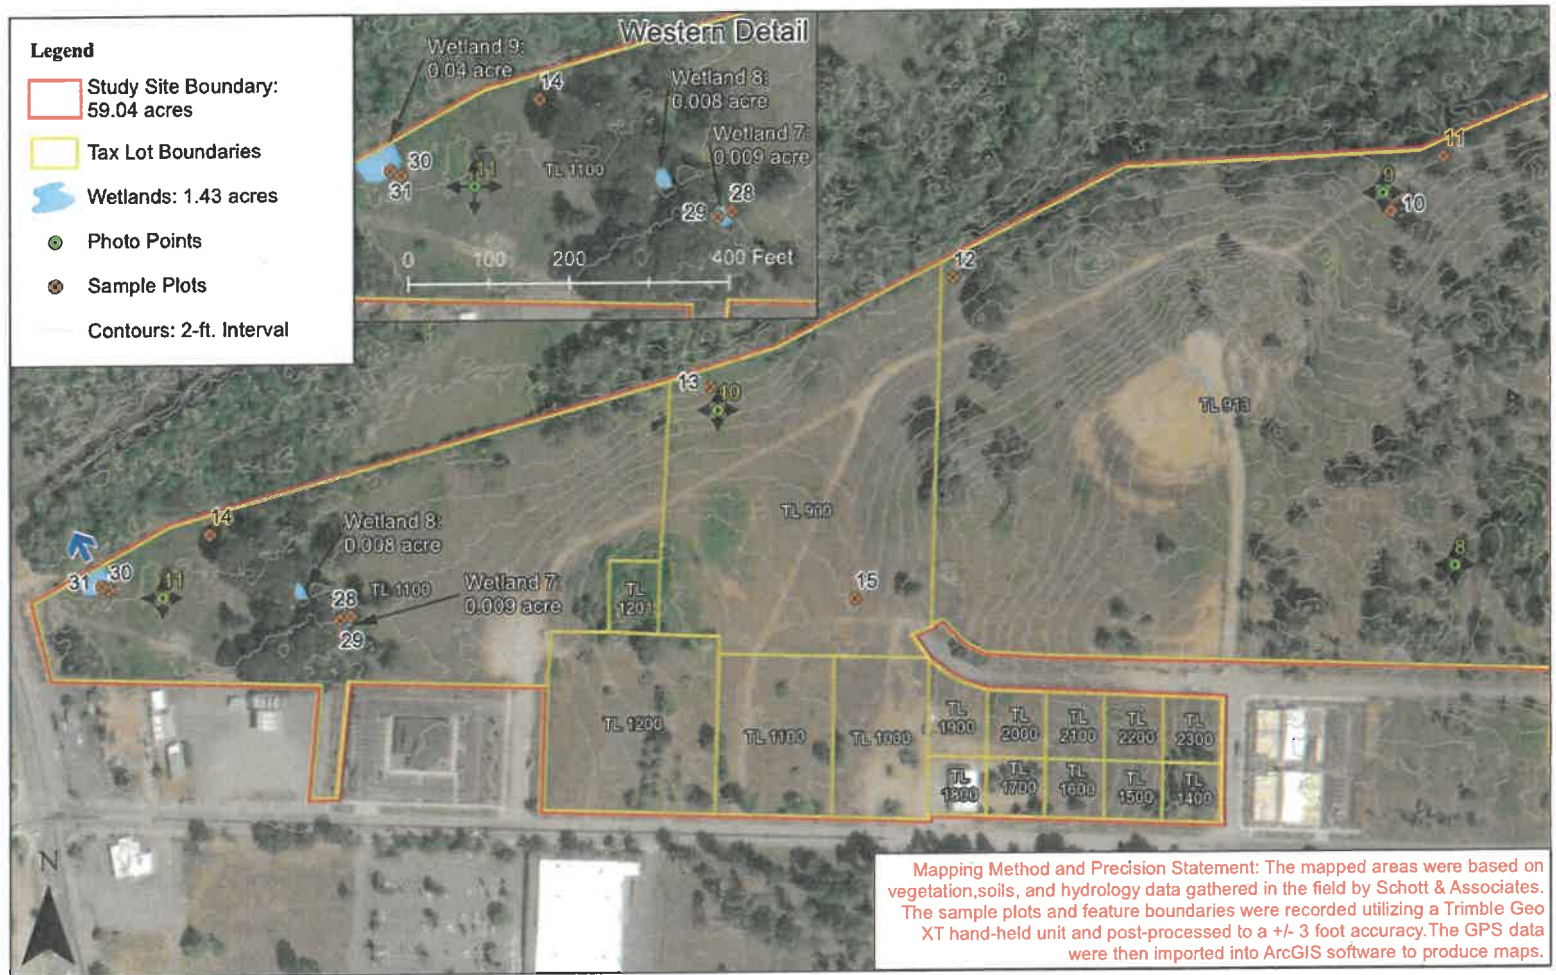 Legend
Study Site Boundary:
59.04 acres
Tax Lot Boundaries
Wetlands: 1.43 acres
Photo Points
Sample Plots
Contours: 2-ft. Interval
Western Detail
Wetland 9:
0.04 acre
14
Wetland 8:
0.008 acre
Wetland 7:
0.009 acre
30
31
11
TL 1100
28
29
0 100 200 400 Feet
11
9
10
12
13
10
TL 913
TL 900
14
Wetland 8:
0.008 acre
8
31
30
11
TL 1100
Wetland 7:
0.009 acre
28
29
TL
1201
15
TL 1200
TL 1100
TL 1000
TL
1900
TL
2000
TL
2100
TL
2200
TL
2300
TL
1800
TL
1700
TL
1600
TL
1500
TL
1400
N
Mapping Method and Precision Statement: The mapped areas were based on
vegetation,soils, and hydrology data gathered in the field by Schott & Associates.
The sample plots and feature boundaries were recorded utilizing a Trimble Geo
XT hand-held unit and post-processed to a +/- 3 foot accuracy.The GPS data
were then imported into ArcGIS software to produce maps.